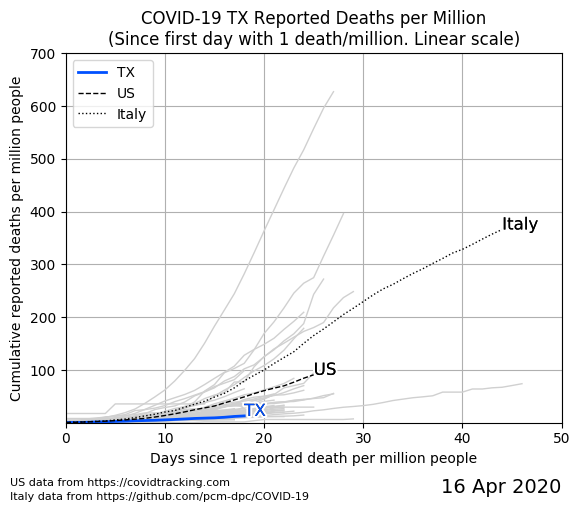 COVID-19 TX Reported Deaths per Million
(Since first day with 1 death/million. Linear scale)
700
600
500
400
300
200
100
TX
US
Italy
Italy
US
TX
0
10
20
30
40
50
Cumulative reported deaths per million people
Days since 1 reported death per million people
US data from https://covidtracking.com
Italy data from https://github.com/pcm-dpc/COVID-19
16 Apr 2020